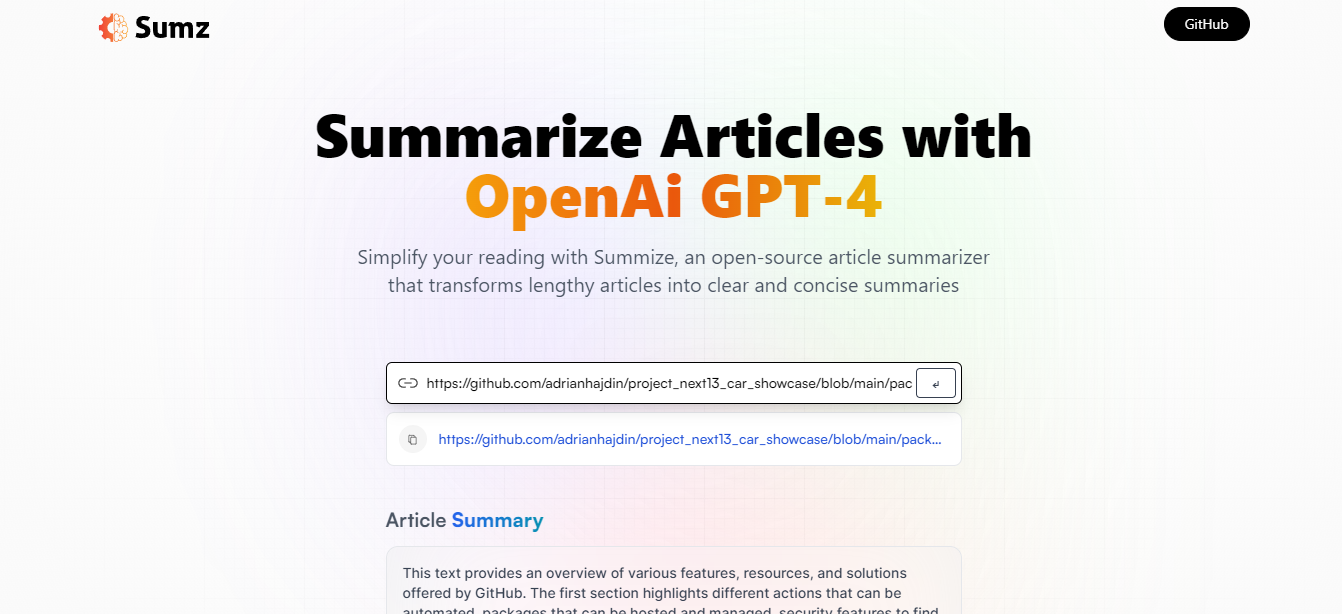 Sumz
GitHub
Summarize Articles with
OpenAi GPT-4
Simplify your reading with Summize, an open-source article summarizer
that transforms lengthy articles into clear and concise summaries
https://github.com/adrianhajdin/project_next13_car_showcase/blob/main/pac
https://github.com/adrianhajdin/project_next13_car_showcase/blob/main/pack...
Article Summary
This text provides an overview of various features, resources, and solutions
offered by GitHub. The first section highlights different actions that can be
automated, packages that can be hosted and managed, security features to find